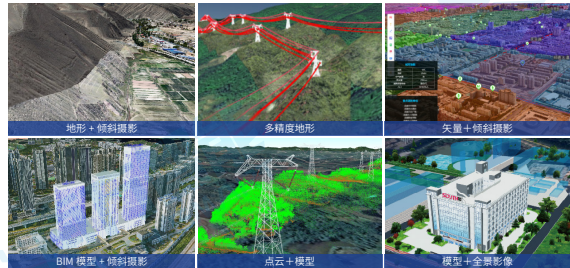 地形 + 倾斜摄影
多精度地形
矢量＋倾斜摄影
SOUTH
BIM 模型 + 倾斜摄影
点云＋模型
模型＋全景影像